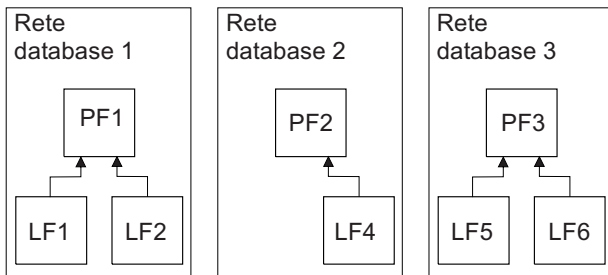 Rete
database 1
PF1
LF1
LF2
Rete
database 2
PF2
LF4
Rete
database 3
PF3
LF5
LF6